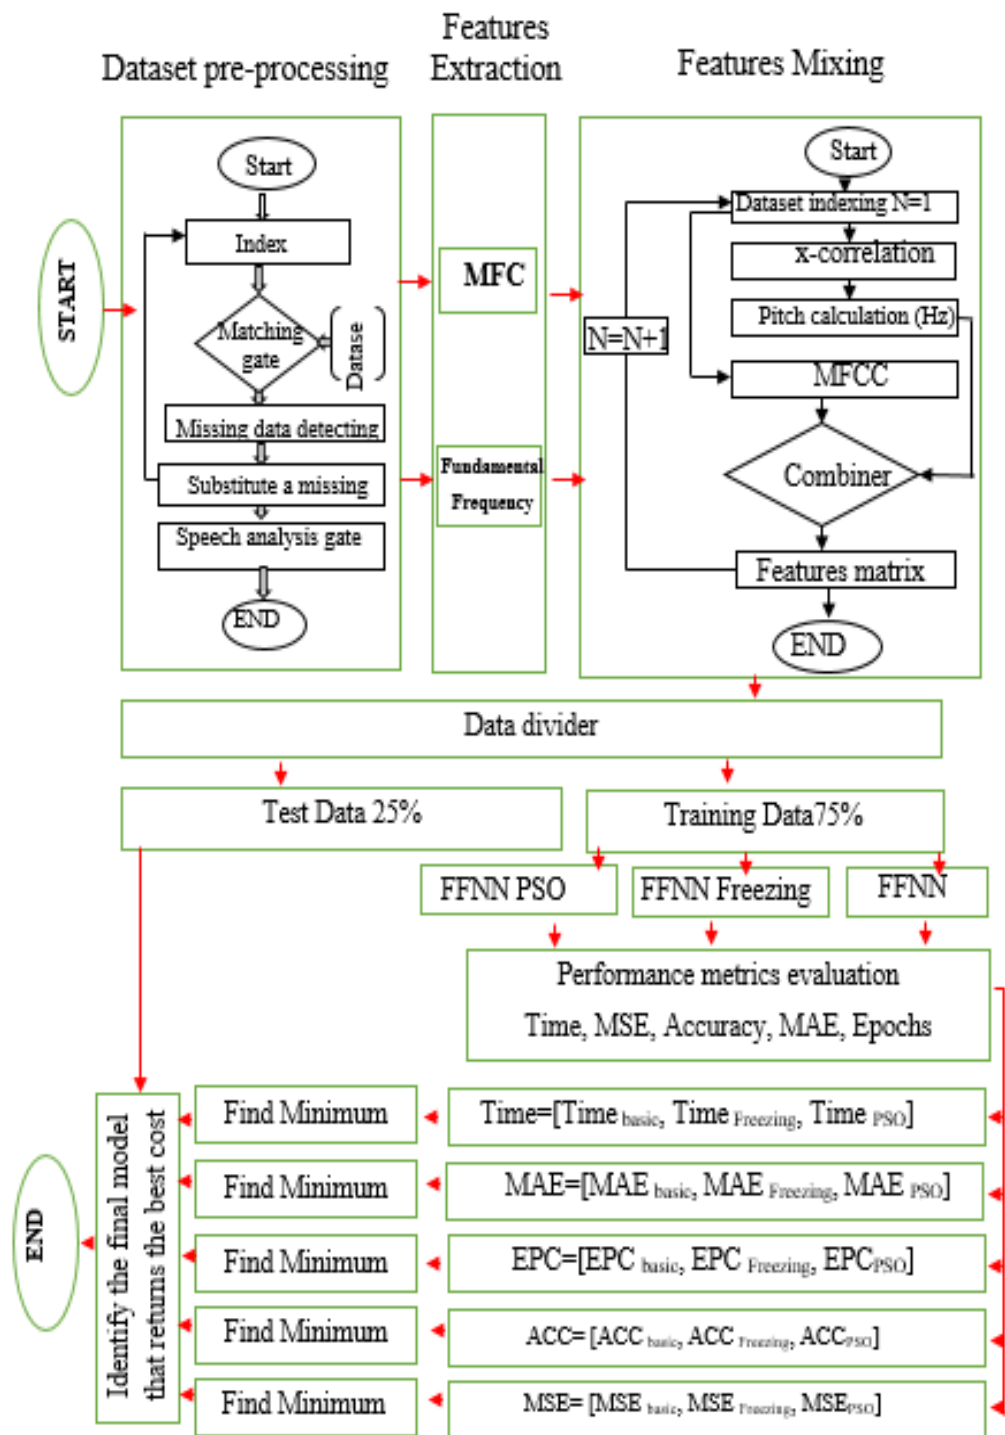 Features
Dataset pre-processing
Extraction
Features Mixing
START
Start
Index
Matching
gate
Datase
Missing data detecting
Substitute a missing
Speech analysis gate
END
MFC
Fundamental
Frequency
Start
Dataset indexing N=1
x-correlation
Pitch calculation (Hz)
N=N+1
MFCC
Combiner
Features matrix
END
Data divider
Test Data 25%
Training Data75%
FFNN PSO
FFNN Freezing
FFNN
Performance metrics evaluation
Time, MSE, Accuracy, MAE, Epochs
Find Minimum
Time=[Time basic, Time Freezing, Time PSO]
Find Minimum
MAE=[MAE basic, MAE Freezing, MAE PSO]
Find Minimum
EPC=[EPC basic, EPC Freezing, EPCPSO]
Find Minimum
ACC= [ACC basic, ACC Freezing, ACCPSO]
Find Minimum
MSE= [MSE basic, MSE Freezing, MSEPSO]
Identify the final model
that returns the best cost
END